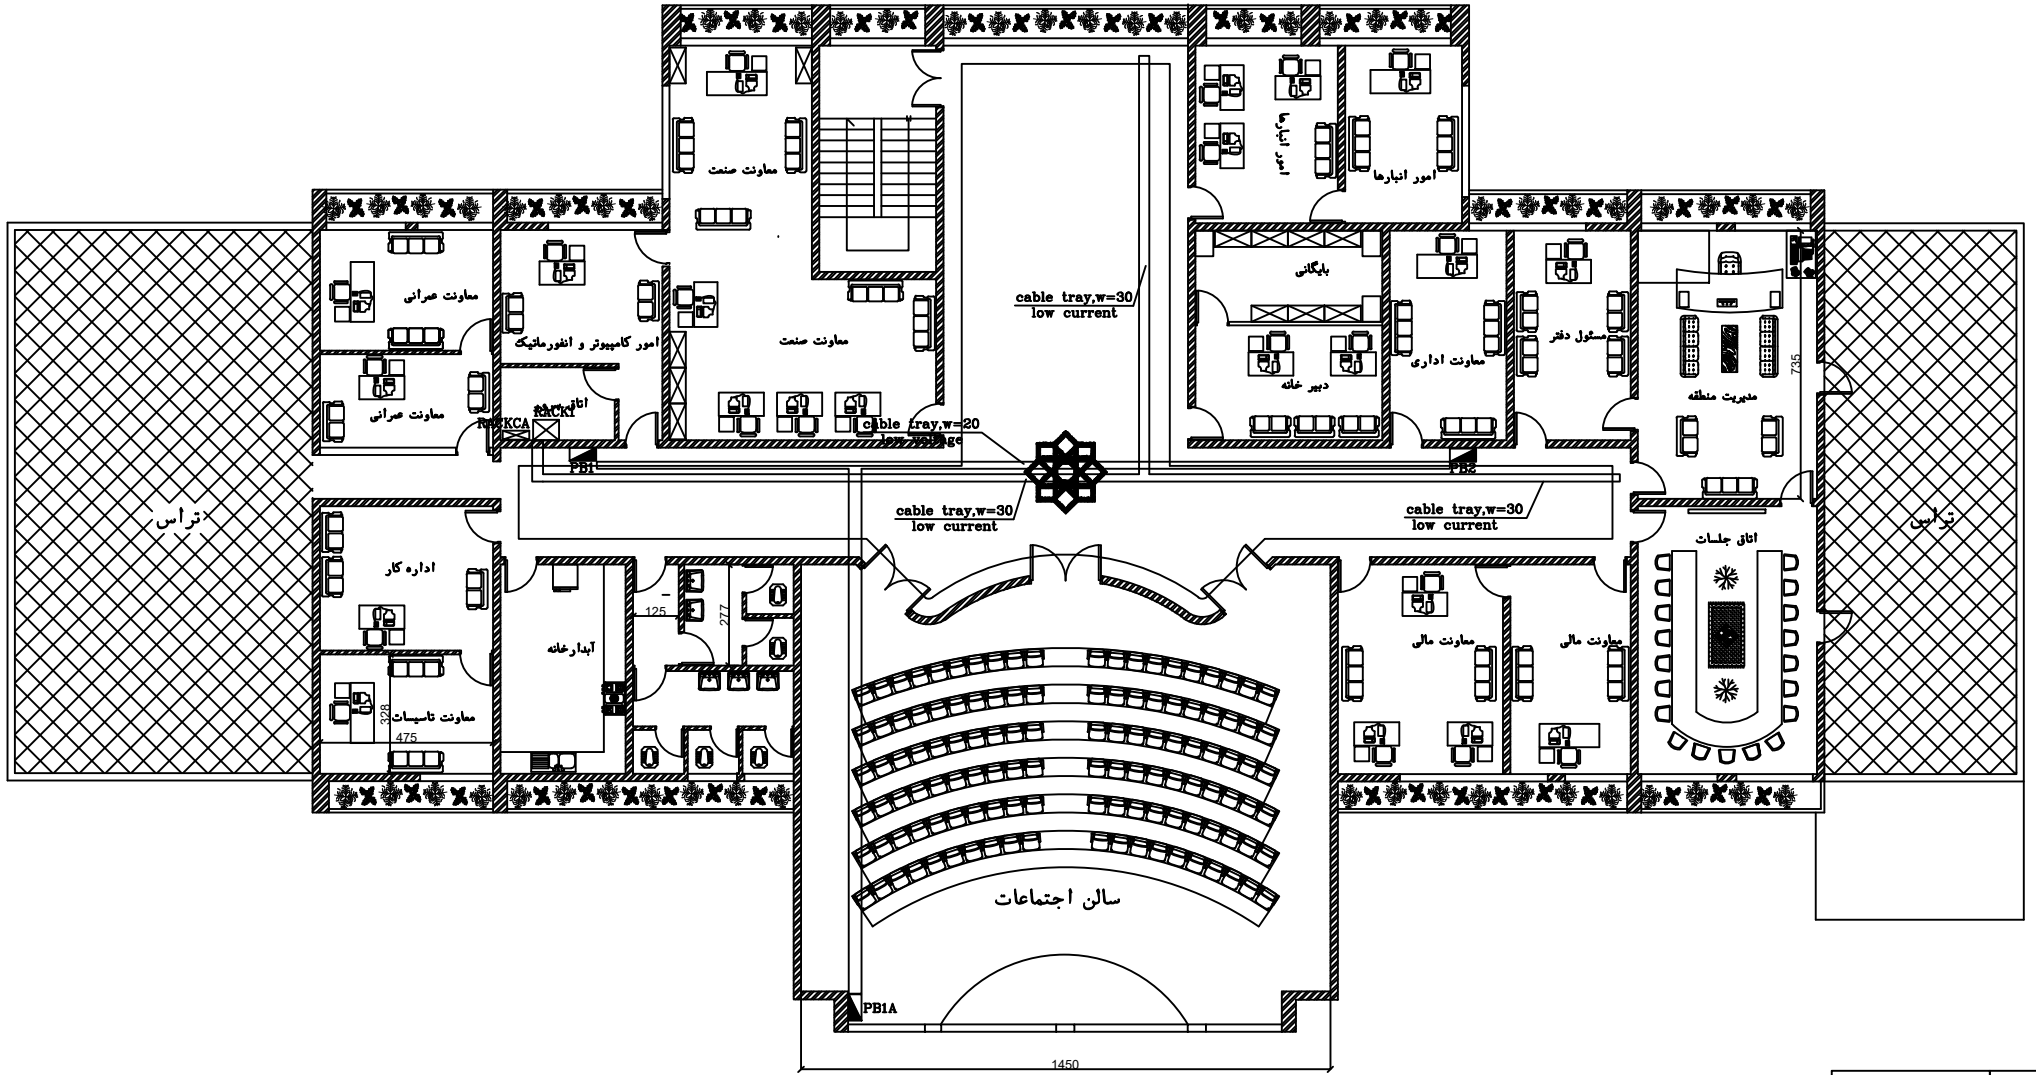 معاونت صنعت
امور انبارها
امور انبارها
بایگانی
معاونت عمرانی
cable tray,w=30
low current
امور کامپیوتر و انفورماتیک
معاونت صنعت
معاونت اداری
مسئول دفتر
735
دبیر خانه
مدیریت منطقه
معاونت عمرانی
اتاق سرور
RACK1
RACKCA
cable tray,w=20
low voltage
PB1
PB2
تراس
cable tray,w=30
low current
cable tray,w=30
low current
تراس
اتاق جلسات
اداره کار
125
277
آبدارخانه
معاونت مالی
معاونت مالی
معاونت تاسیسات
328
475
سالن اجتماعات
PB1A
1450